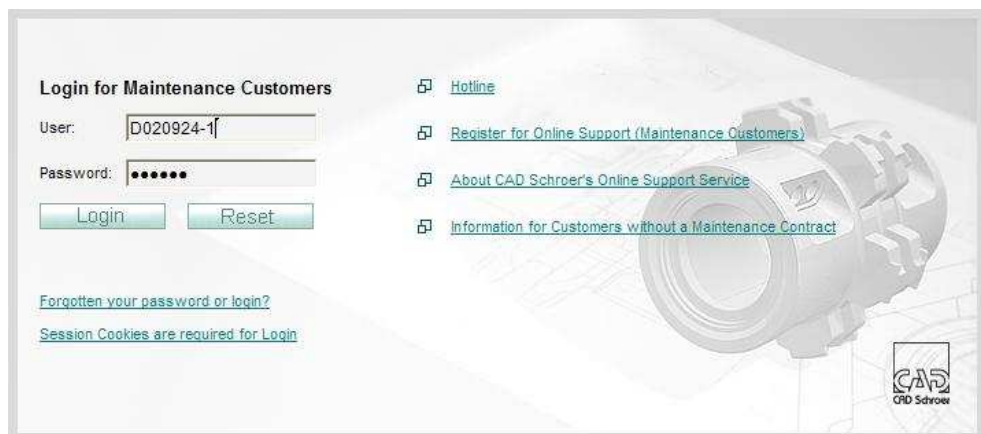 Login for Maintenance Customers
User: D020924-1
Password: ●●●●●●
Login Reset
Forgotten your password or login?
Session Cookies are required for Login
Hotline
Register for Online Support (Maintenance Customers)
About CAD Schroer's Online Support Service
Information for Customers without a Maintenance Contract
CAD
CAD Schroer